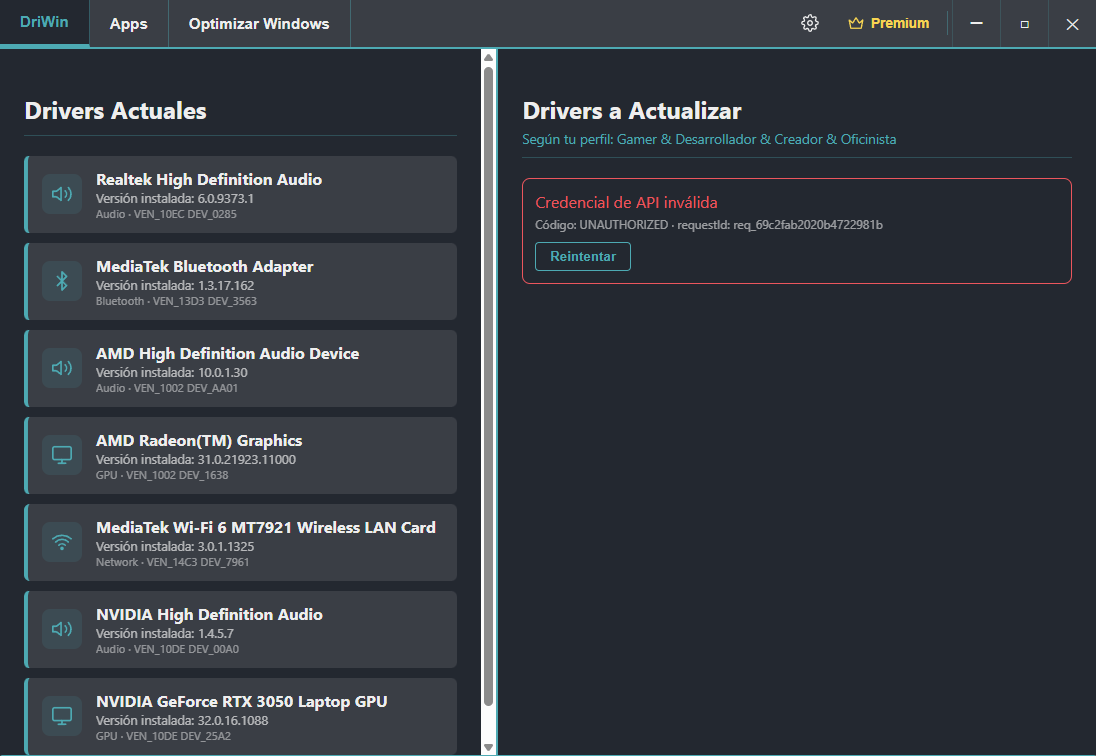 DriWin
Apps
Optimizar Windows
Premium
Drivers Actuales
Realtek High Definition Audio
Versión instalada: 6.0.9373.1
Audio · VEN_10EC DEV_0285
MediaTek Bluetooth Adapter
Versión instalada: 1.3.17.162
Bluetooth · VEN_13D3 DEV_3563
AMD High Definition Audio Device
Versión instalada: 10.0.1.30
Audio · VEN_1002 DEV_AA01
AMD Radeon(TM) Graphics
Versión instalada: 31.0.21923.11000
GPU · VEN_1002 DEV_1638
MediaTek Wi-Fi 6 MT7921 Wireless LAN Card
Versión instalada: 3.0.1.1325
Network · VEN_14C3 DEV_7961
NVIDIA High Definition Audio
Versión instalada: 1.4.5.7
Audio · VEN_10DE DEV_00A0
NVIDIA GeForce RTX 3050 Laptop GPU
Versión instalada: 32.0.16.1088
GPU · VEN_10DE DEV_25A2
Drivers a Actualizar
Según tu perfil: Gamer & Desarrollador & Creador & Oficinista
Credencial de API inválida
Código: UNAUTHORIZED · requestId: req_69c2fab2020b4722981b
Reintentar